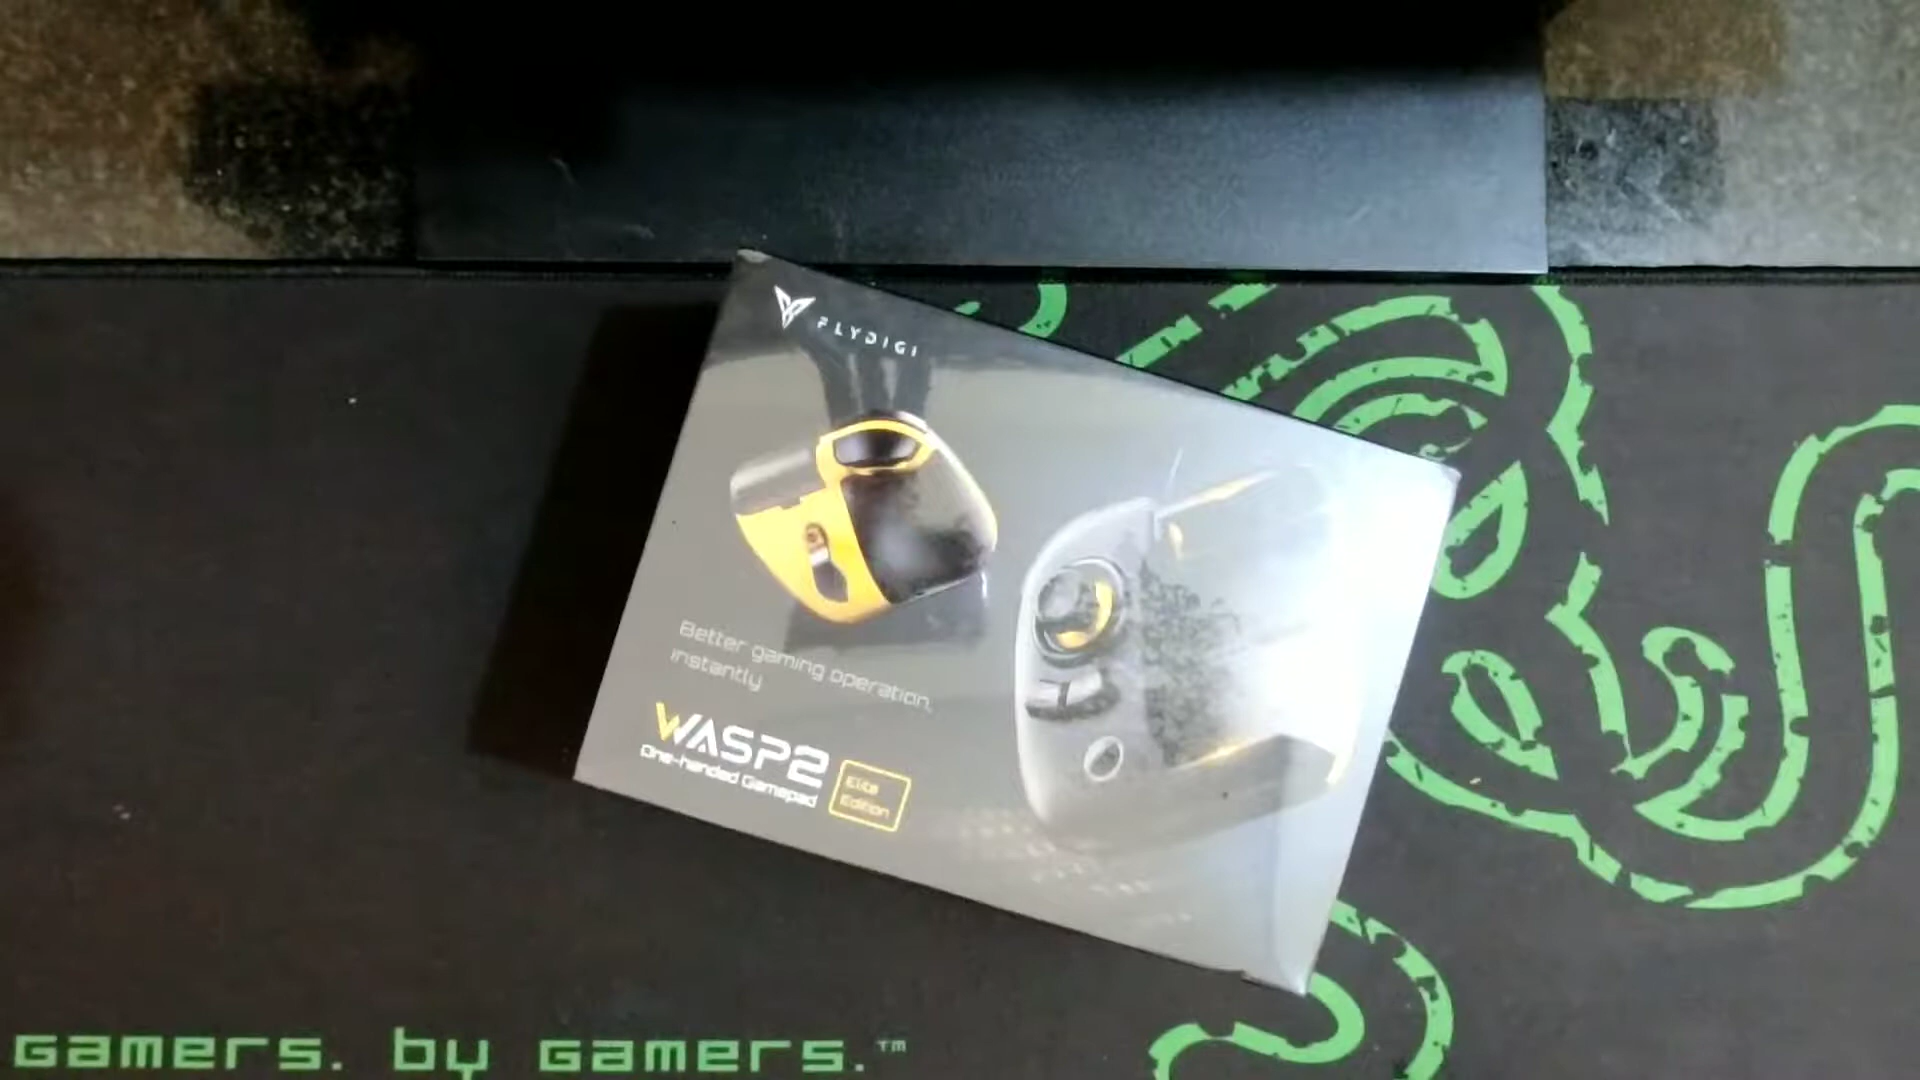 FLYDIGI
Better gaming operation,
instantly
WASP2
One-handed Gamepad
Elite
Edition
Gamers. by Gamers.™